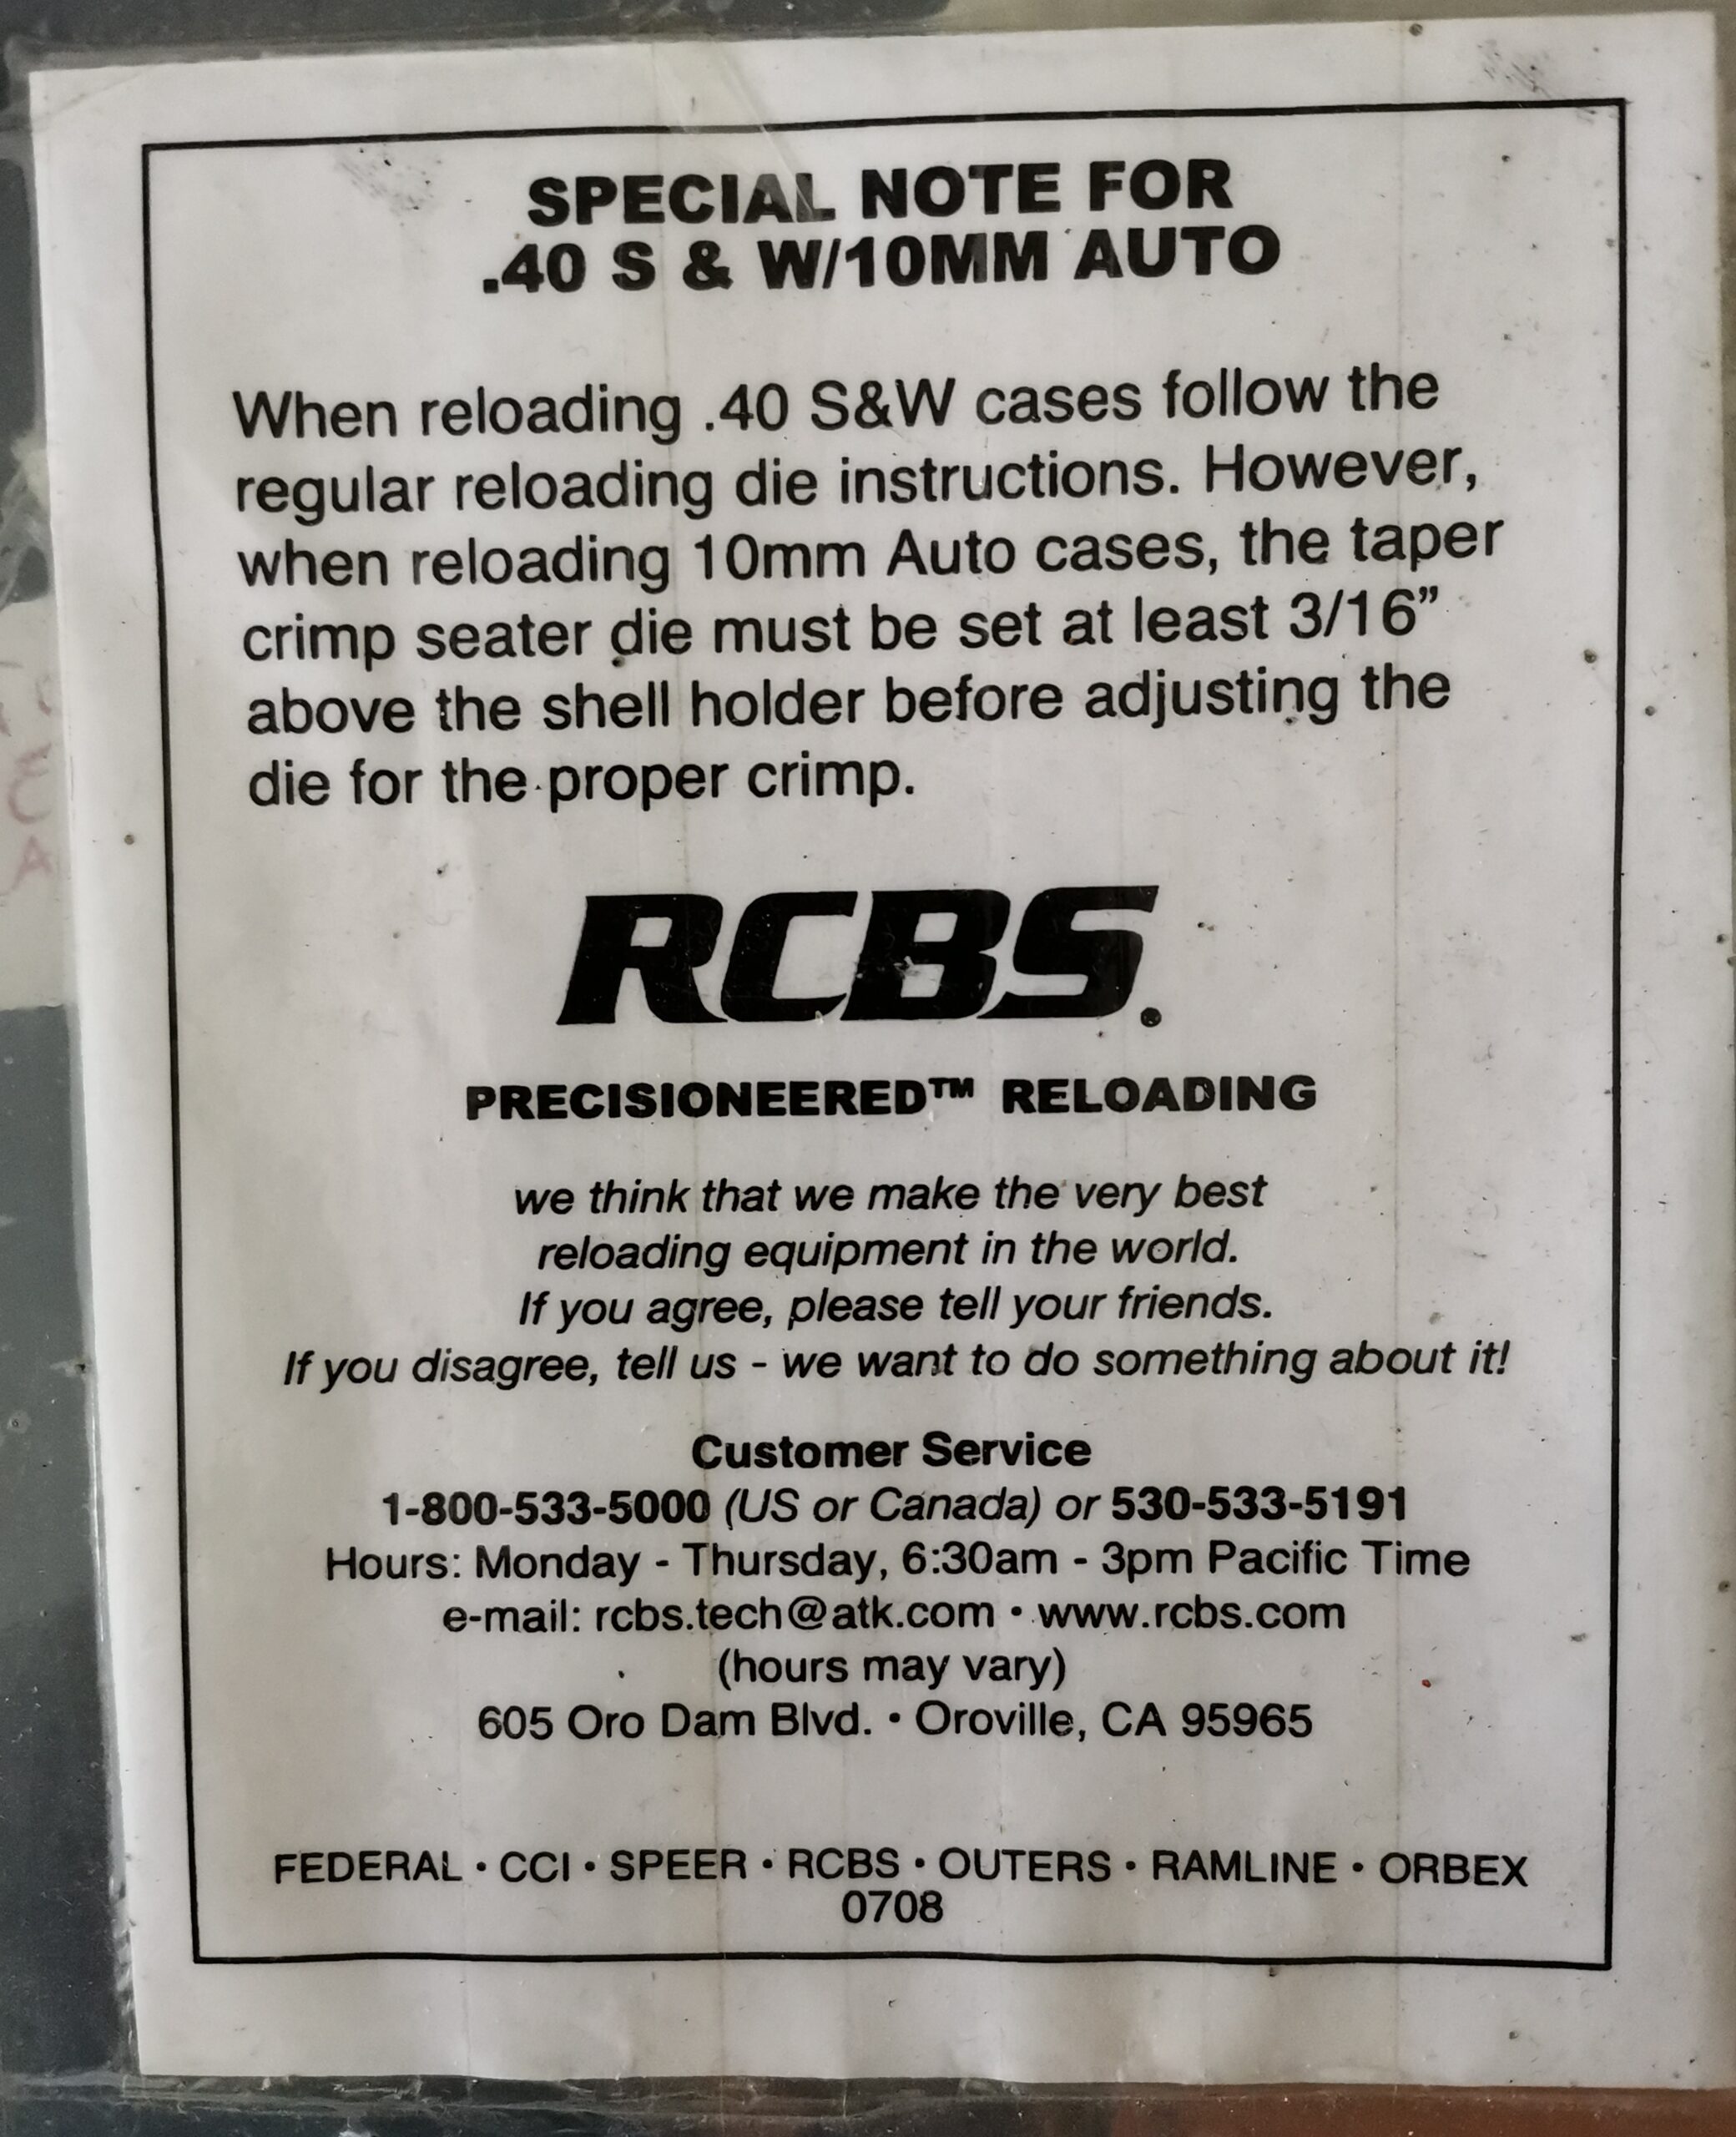 SPECIAL NOTE FOR
.40 S & W/10MM AUTO
When reloading .40 S&W cases follow the
regular reloading die instructions. However,
when reloading 10mm Auto cases, the taper
crimp seater die must be set at least 3/16”
above the shell holder before adjusting the
die for the proper crimp.
RCBS.
PRECISIONEERED™ RELOADING
we think that we make the very best
reloading equipment in the world.
If you agree, please tell your friends.
If you disagree, tell us - we want to do something about it!
Customer Service
1-800-533-5000 (US or Canada) or 530-533-5191
Hours: Monday - Thursday, 6:30am - 3pm Pacific Time
e-mail: rcbs.tech@atk.com • www.rcbs.com
(hours may vary)
605 Oro Dam Blvd. • Oroville, CA 95965
FEDERAL • CCI • SPEER • RCBS • OUTERS • RAMLINE • ORBEX
0708